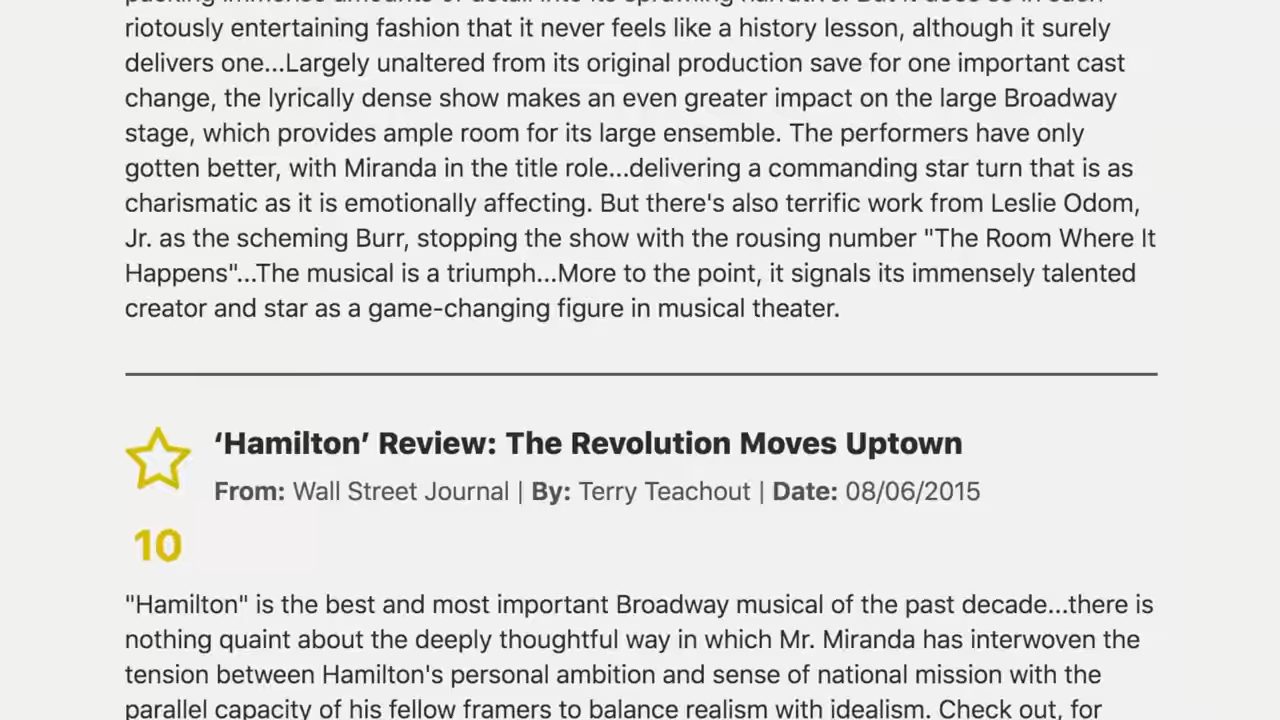 riotously entertaining fashion that it never feels like a history lesson, although it surely
delivers one...Largely unaltered from its original production save for one important cast
change, the lyrically dense show makes an even greater impact on the large Broadway
stage, which provides ample room for its large ensemble. The performers have only
gotten better, with Miranda in the title role...delivering a commanding star turn that is as
charismatic as it is emotionally affecting. But there's also terrific work from Leslie Odom,
Jr. as the scheming Burr, stopping the show with the rousing number "The Room Where It
Happens"...The musical is a triumph...More to the point, it signals its immensely talented
creator and star as a game-changing figure in musical theater.
‘Hamilton’ Review: The Revolution Moves Uptown
From: Wall Street Journal | By: Terry Teachout | Date: 08/06/2015
10
"Hamilton" is the best and most important Broadway musical of the past decade...there is
nothing quaint about the deeply thoughtful way in which Mr. Miranda has interwoven the
tension between Hamilton's personal ambition and sense of national mission with the
parallel capacity of his fellow framers to balance realism with idealism. Check out, for